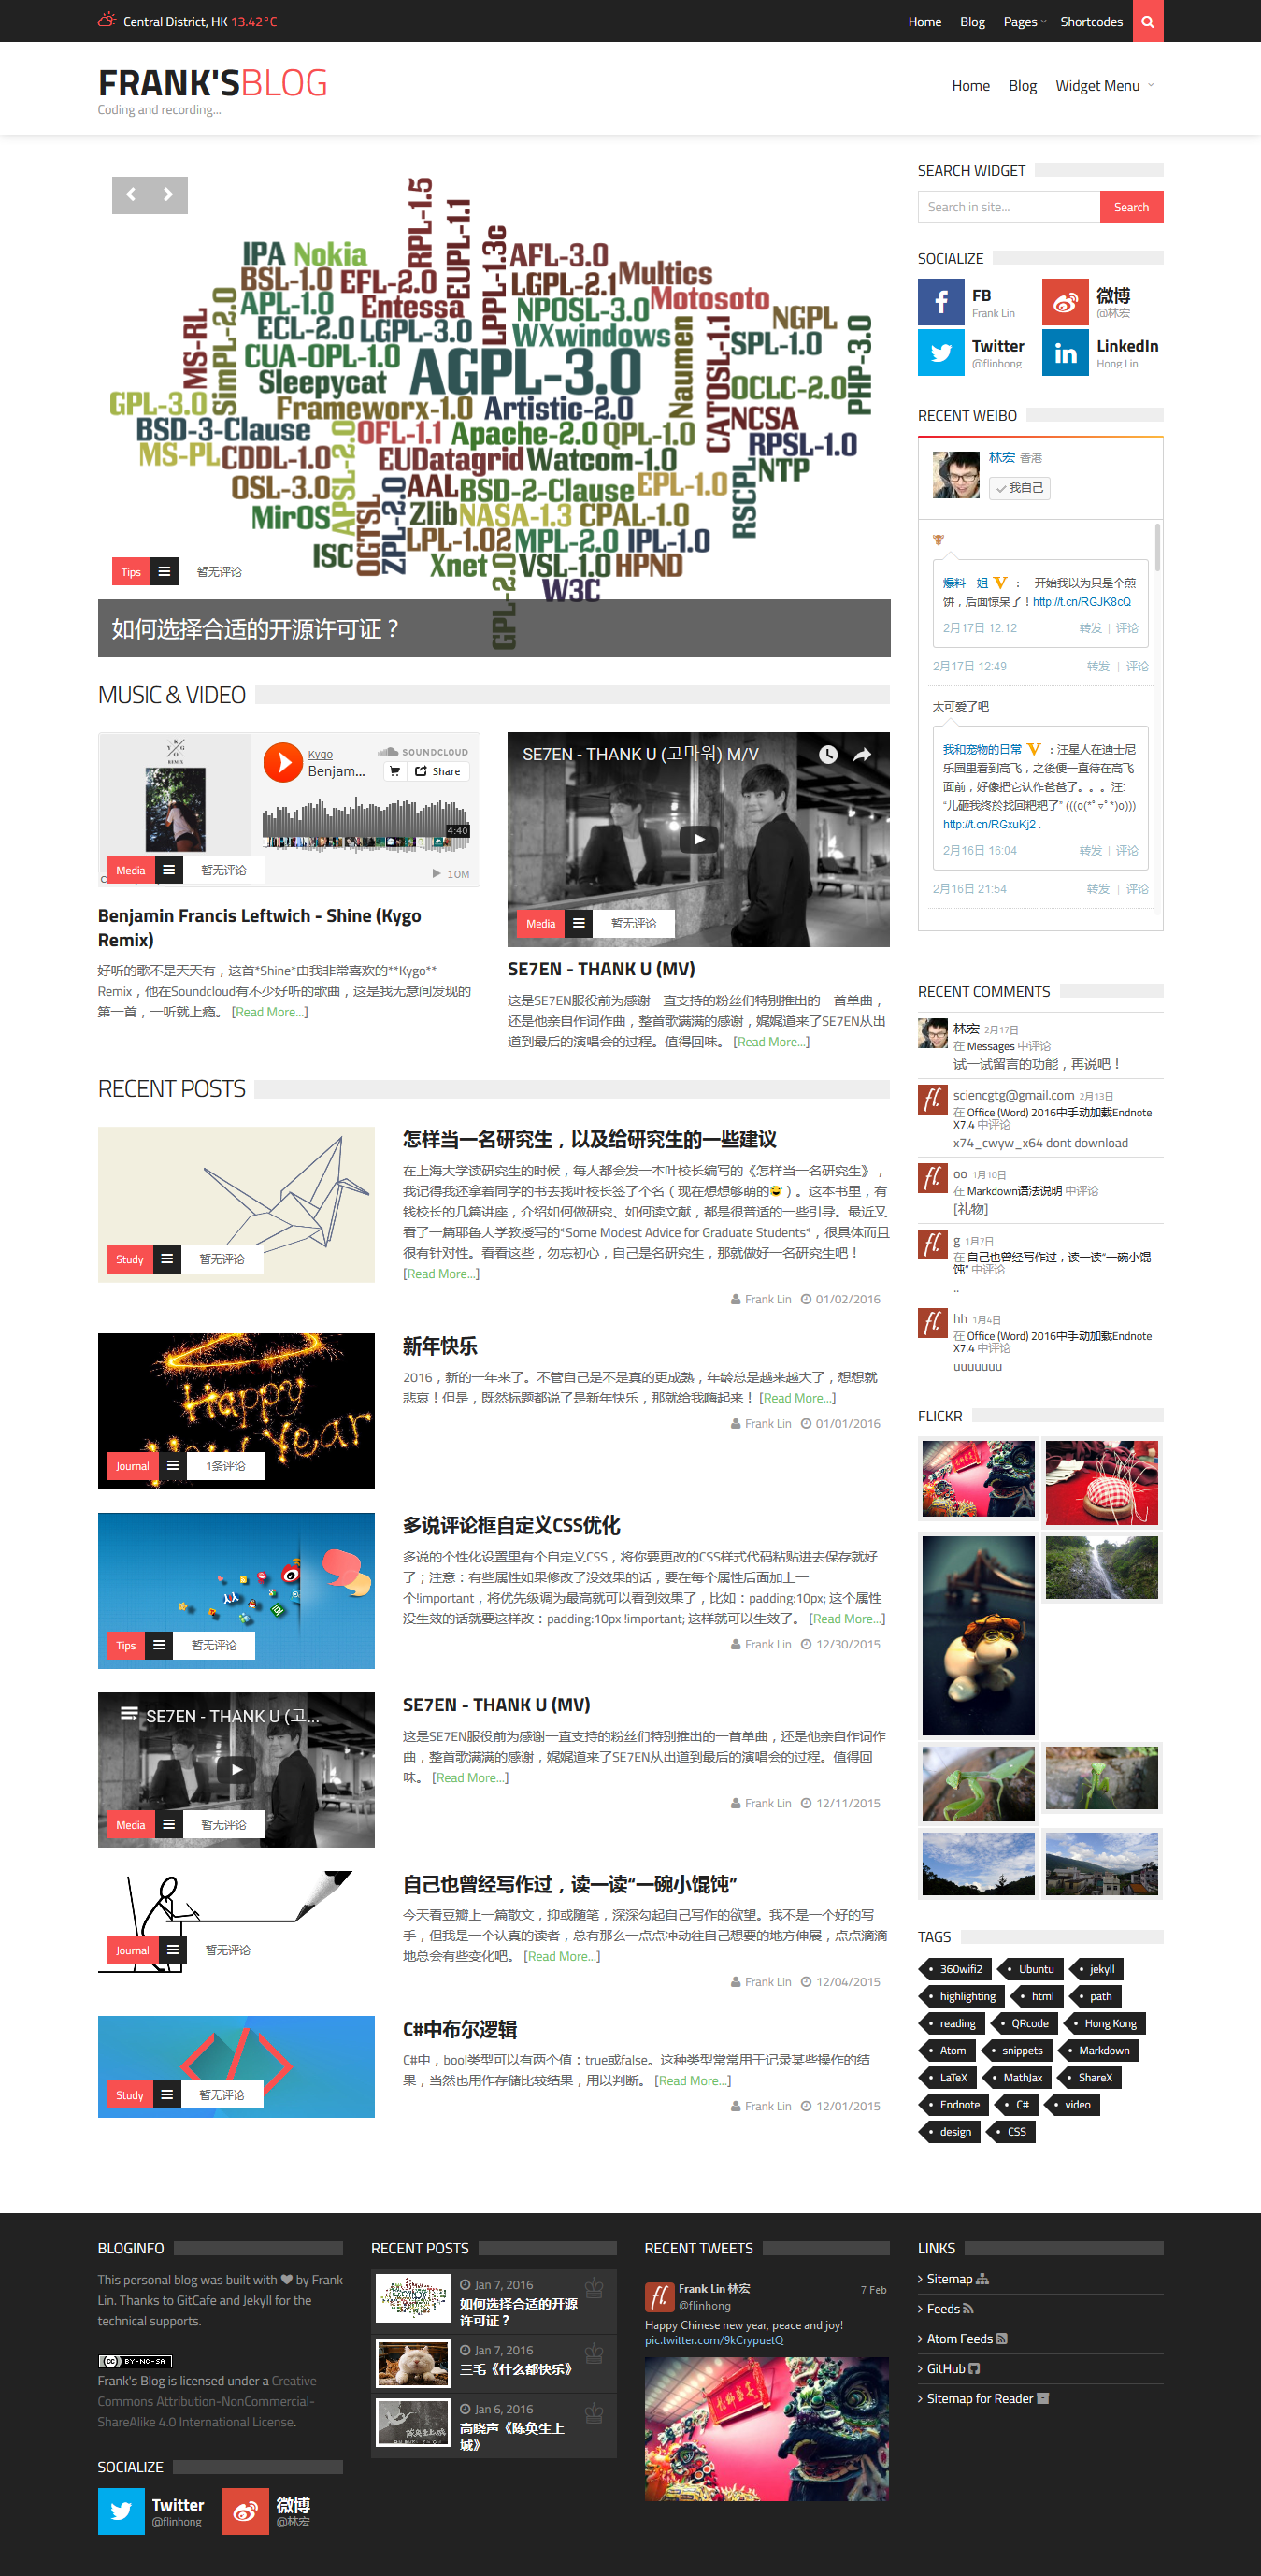 Central District, HK 13.42°C
Home Blog Pages Shortcodes
FRANK'SBLOG
Coding and recording...
Home Blog Widget Menu
RPL-1.5
EUPL-1.1
LPPL-1.3c
IPA Nokia
AFL-3.0
BSL-1.0 EFL-2.0
LGPL-2.1 Multics
API-1.0 Entessa
NPOSL-3.0 Motosoto
MS-RL
SimPL-2.0
ECL-2.0 LGPL-3.0 WXwindows
NGPL
CUA-OPL-1.0
AGPL-3.0
Naumen
CATOSL-1.1
SPL-1.0
PHP-3.0
Sleepycat
OCLC-2.0
GPL-3.0
Frameworx-1.0 Artistic-2.0
NCSA
BSD-3-Clause
OFL-1.1 Apache-2.0 QPL-1.0
RPSL-1.0
MS-PL CDDL-1.0
APSL-2.0
EUDatagrid Watcom-1.0
NTP
OSL-3.0
AAL BSD-2-Clause EPL-1.0
RSCPL
MirOS
OGTSL
ZPL-2.0
Zlib NASA-1.3 CPAL-1.0
ISC
LPL-1.02 MPL-2.0 IPL-1.0
Xnet VSL-1.0 HPND
GPL-2.0
W3C
Tips 暂无评论
如何选择合适的开源许可证？
MUSIC & VIDEO
Kygo
SOUNDCLOUD
Benjam...
Share
4:40
10M
Media 暂无评论
Benjamin Francis Leftwich - Shine (Kygo
Remix)
好听的歌不是天天有，这首*Shine*由我非常喜欢的**Kygo**
Remix，他在Soundcloud有不少好听的歌曲，这是我无意间发现的
第一首，一听就上瘾。 [Read More...]
SE7EN - THANK U (고마워) M/V
Media 暂无评论
SE7EN - THANK U (MV)
这是SE7EN服役前为感谢一直支持的粉丝们特别推出的一首单曲，
还是他亲自作词作曲，整首歌满满的感谢，娓娓道来了SE7EN从出
道到最后的演唱会的过程。值得回味。 [Read More...]
RECENT POSTS
Study 暂无评论
怎样当一名研究生，以及给研究生的一些建议
在上海大学读研究生的时候，每人都会发一本叶校长编写的《怎样当一名研究生》，
我记得我还拿着同学的书去找叶校长签了个名（现在想想够萌的😂）。这本书里，有
钱校长的几篇讲座，介绍如何做研究、如何读文献，都是很普适的一些引导。最近又
看了一篇耶鲁大学教授写的*Some Modest Advice for Graduate Students*，很具体而且
很有针对性。看看这些，勿忘初心，自己是名研究生，那就做好一名研究生吧！
[Read More...]
Frank Lin 01/02/2016
Happy
New Year
Journal 1条评论
新年快乐
2016，新的一年来了。不管自己是不是真的更成熟，年龄总是越来越大了，想想就
悲哀！但是，既然标题都说了是新年快乐，那就给我嗨起来！ [Read More...]
Frank Lin 01/01/2016
Tips 暂无评论
多说评论框自定义CSS优化
多说的个性化设置里有个自定义CSS，将你要更改的CSS样式代码粘贴进去保存就好
了；注意：有些属性如果修改了没效果的话，要在每个属性后面加上一
个!important，将优先级调为最高就可以看到效果了，比如：padding:10px; 这个属性
没生效的话就要这样改：padding:10px !important; 这样就可以生效了。 [Read More...]
Frank Lin 12/30/2015
SE7EN - THANK U (고...
Media 暂无评论
SE7EN - THANK U (MV)
这是SE7EN服役前为感谢一直支持的粉丝们特别推出的一首单曲，还是他亲自作词作
曲，整首歌满满的感谢，娓娓道来了SE7EN从出道到最后的演唱会的过程。值得回
味。 [Read More...]
Frank Lin 12/11/2015
Journal 暂无评论
自己也曾经写作过，读一读“一碗小馄饨”
今天看豆瓣上一篇散文，抑或随笔，深深勾起自己写作的欲望。我不是一个好的写
手，但我是一个认真的读者，总有那么一点点冲动往自己想要的地方伸展，点点滴滴
地总会有些变化吧。 [Read More...]
Frank Lin 12/04/2015
Study 暂无评论
C#中布尔逻辑
C#中，bool类型可以有两个值：true或false。这种类型常常用于记录某些操作的结
果，当然也用作存储比较结果，用以判断。 [Read More...]
Frank Lin 12/01/2015
SEARCH WIDGET
Search in site... Search
SOCIALIZE
FB
Frank Lin
微博
@林宏
Twitter
@flinhong
LinkedIn
Hong Lin
RECENT WEIBO
林宏 香港
我自己
爆料一姐 V ：一开始我以为只是个煎
饼，后面惊呆了！http://t.cn/RGJK8cQ
2月17日 12:12 转发 | 评论
2月17日 12:49 转发 | 评论
太可爱了吧
我和宠物的日常 V ：汪星人在迪士尼
乐园里看到高飞，之後便一直待在高飞
面前，好像把它认作爸爸了。。。汪:
“儿砸我终於找回粑粑了” (((o(*ﾟ▽ﾟ*)o)))
http://t.cn/RGxuKj2 .
2月16日 16:04 转发 | 评论
2月16日 21:54 转发 | 评论
RECENT COMMENTS
林宏 2月17日
在 Messages 中评论
试一试留言的功能，再说吧！
sciencgtg@gmail.com 2月13日
在 Office (Word) 2016中手动加载Endnote
X7.4 中评论
x74_cwyw_x64 dont download
oo 1月10日
在 Markdown语法说明 中评论
[礼物]
g 1月7日
在 自己也曾经写作过，读一读“一碗小馄
饨” 中评论
..
hh 1月4日
在 Office (Word) 2016中手动加载Endnote
X7.4 中评论
uuuuuuu
FLICKR
TAGS
360wifi2 Ubuntu jekyll
highlighting html path
reading QRcode Hong Kong
Atom snippets Markdown
LaTeX MathJax ShareX
Endnote C# video
design CSS
BLOGINFO
This personal blog was built with ♥ by Frank
Lin. Thanks to GitCafe and Jekyll for the
technical supports.
BY-NC-SA
Frank's Blog is licensed under a Creative
Commons Attribution-NonCommercial-
ShareAlike 4.0 International License.
SOCIALIZE
Twitter
@flinhong
微博
@林宏
RECENT POSTS
Jan 7, 2016
如何选择合适的开源
许可证？
Jan 7, 2016
三毛《什么都快乐》
Jan 6, 2016
高晓声《陈奂生上
城》
RECENT TWEETS
Frank Lin 林宏 7 Feb
@flinhong
Happy Chinese new year, peace and joy!
pic.twitter.com/9kCrypuetQ
LINKS
Sitemap
Feeds
Atom Feeds
GitHub
Sitemap for Reader